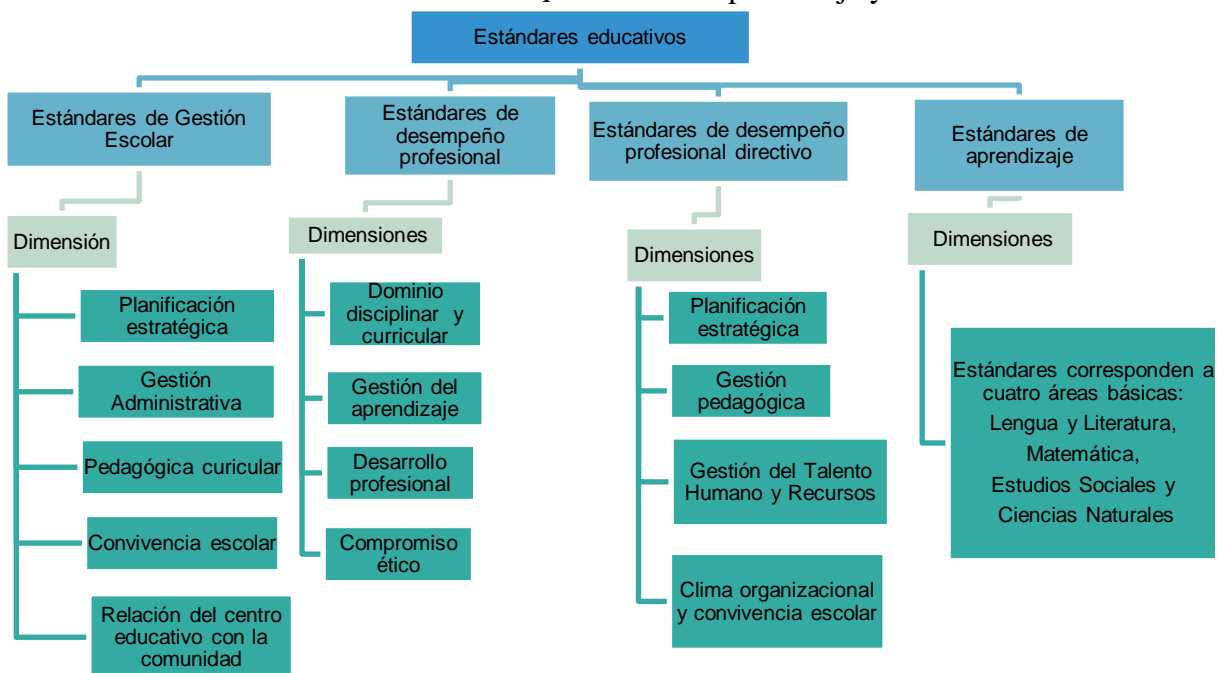 Estándares educativos
Estándares de Gestión
Escolar
Dimensión
Planificación
estratégica
Gestión
Administrativa
Pedagógica curicular
Convivencia escolar
Relación del centro
educativo con la
comunidad
Estándares de
desempeño
profesional
Dimensiones
Dominio
disciplinar y
curricular
Gestión del
aprendizaje
Desarrollo
profesional
Compromiso
ético
Estándares de desempeño
profesional directivo
Dimensiones
Planificación
estratégica
Gestión
pedagógica
Gestión del Talento
Humano y Recursos
Clima organizacional
y convivencia escolar
Estándares de
aprendizaje
Dimensiones
Estándares corresponden a
cuatro áreas básicas:
Lengua y Literatura,
Matemática,
Estudios Sociales y
Ciencias Naturales